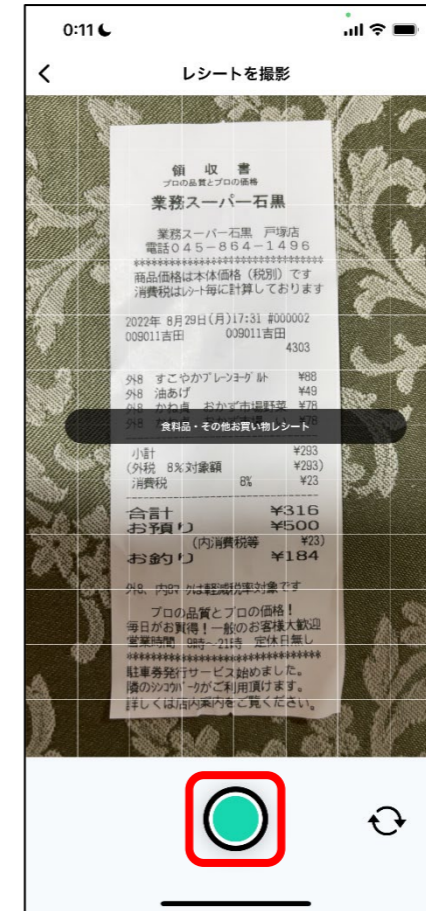 0:11
レシートを撮影
領 収 書
プロの品質とプロの価格
業務スーパー石黒
業務スーパー石黒 戸塚店
電話045-864-1496
********************************
商品価格は本体価格（税別）です
消費税はレシート毎に計算しております
2022年 8月29日(月)17:31 #000002
009011吉田 009011吉田
4303
外8 すこやかプレーンヨーグルト ¥88
外8 油あげ ¥49
外8 かね貞 おかず市場野菜 ¥78
食料品・その他お買い物レシート
小計 ¥293
(外税 8%対象額 ¥293)
消費税 8% ¥23
合計 ¥316
お預り ¥500
(内消費税等 ¥23)
お釣り ¥184
外8、内8マークは軽減税率対象です
プロの品質とプロの価格！
毎日がお買得！一般のお客様大歓迎
営業時間 9時～21時 定休日無し
********************************
駐車券発行サービス始めました。
隣のシンコウパークがご利用頂けます。
詳しくは店内案内をご覧ください。